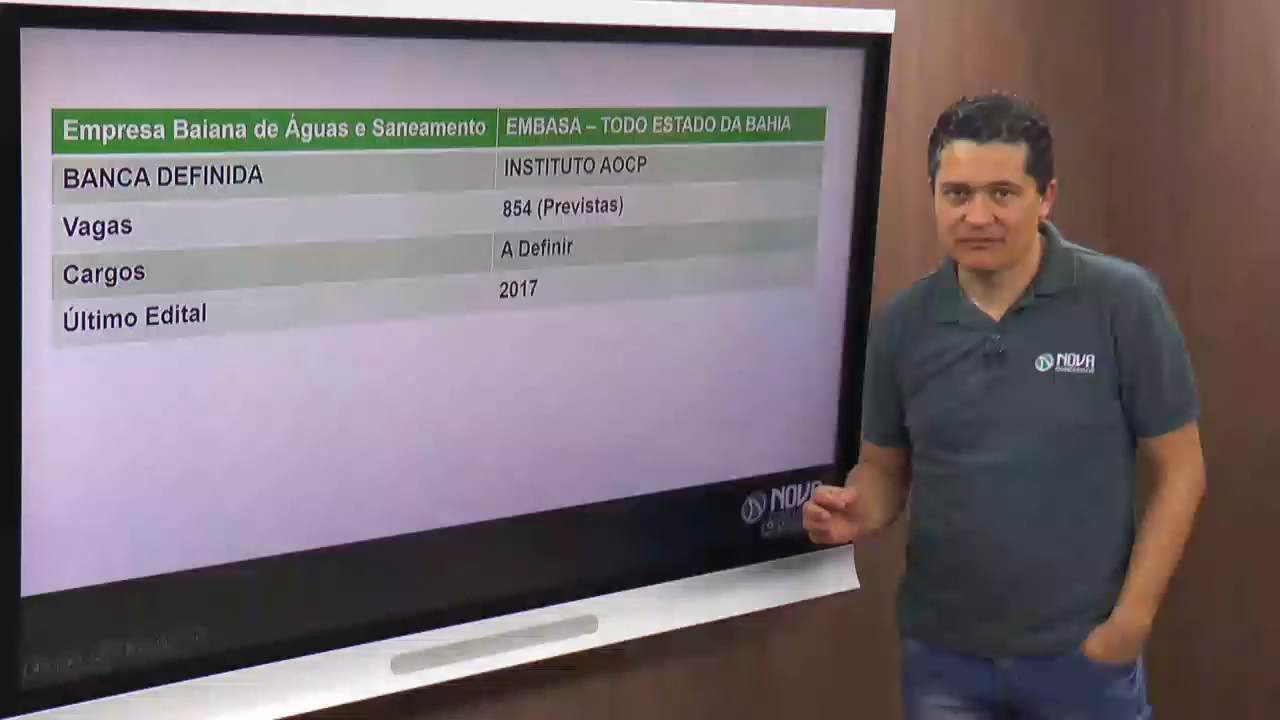 Empresa Baiana de Águas e Saneamento EMBASA – TODO ESTADO DA BAHIA
BANCA DEFINIDA INSTITUTO AOCP
Vagas 854 (Previstas)
Cargos A Definir
Último Edital 2017
NOVA
NOVA